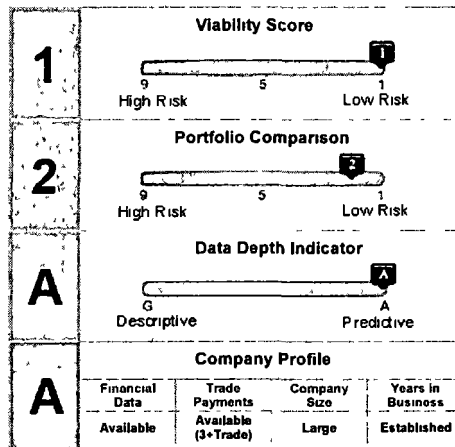 1
Viability Score
1
9 5 1
High Risk Low Risk
2
Portfolio Comparison
2
9 5 1
High Risk Low Risk
A
Data Depth Indicator
A
G A
Descriptive Predictive
A
Company Profile
Financial Data Trade Payments Company Size Years in Business
Available Available (3+Trade) Large Established